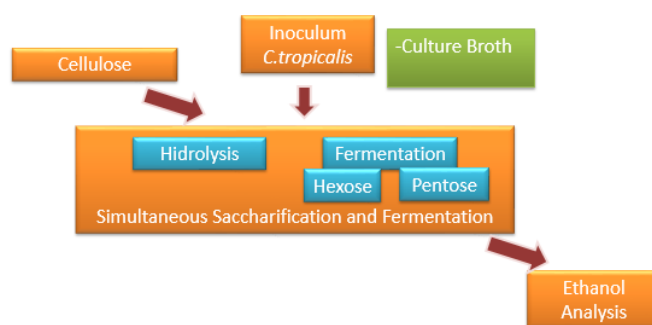 Inoculum
C.tropicalis
-Culture Broth
Cellulose
Hidrolysis
Fermentation
Hexose
Pentose
Simultaneous Saccharification and Fermentation
Ethanol
Analysis